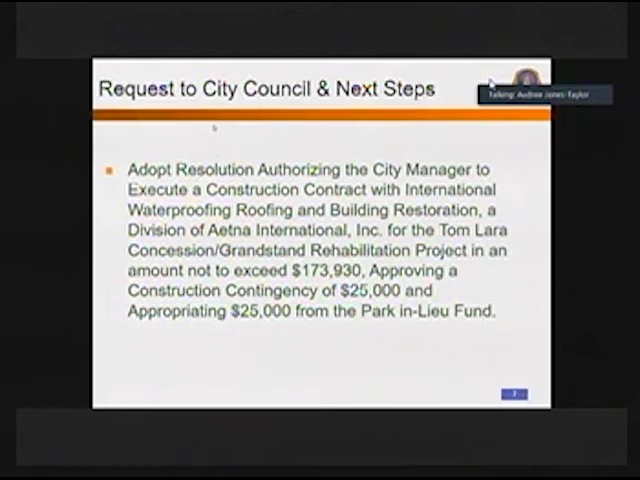 Request to City Council & Next Steps
Talking: Audree Jones-Taylor
Adopt Resolution Authorizing the City Manager to
Execute a Construction Contract with International
Waterproofing Roofing and Building Restoration, a
Division of Aetna International, Inc. for the Tom Lara
Concession/Grandstand Rehabilitation Project in an
amount not to exceed $173,930, Approving a
Construction Contingency of $25,000 and
Appropriating $25,000 from the Park in-Lieu Fund.